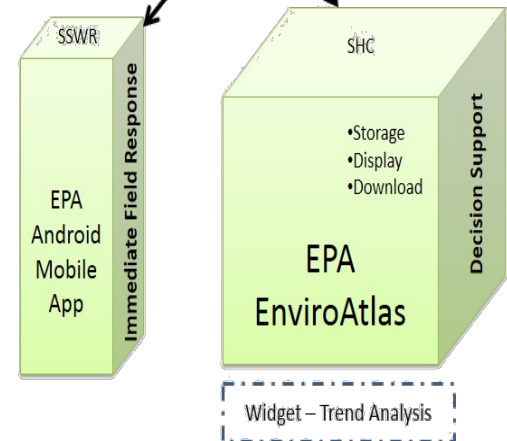 SSWR
EPA
Android
Mobile
App
Immediate Field Response
SHC
•Storage
•Display
•Download
EPA
EnviroAtlas
Decision Support
Widget – Trend Analysis